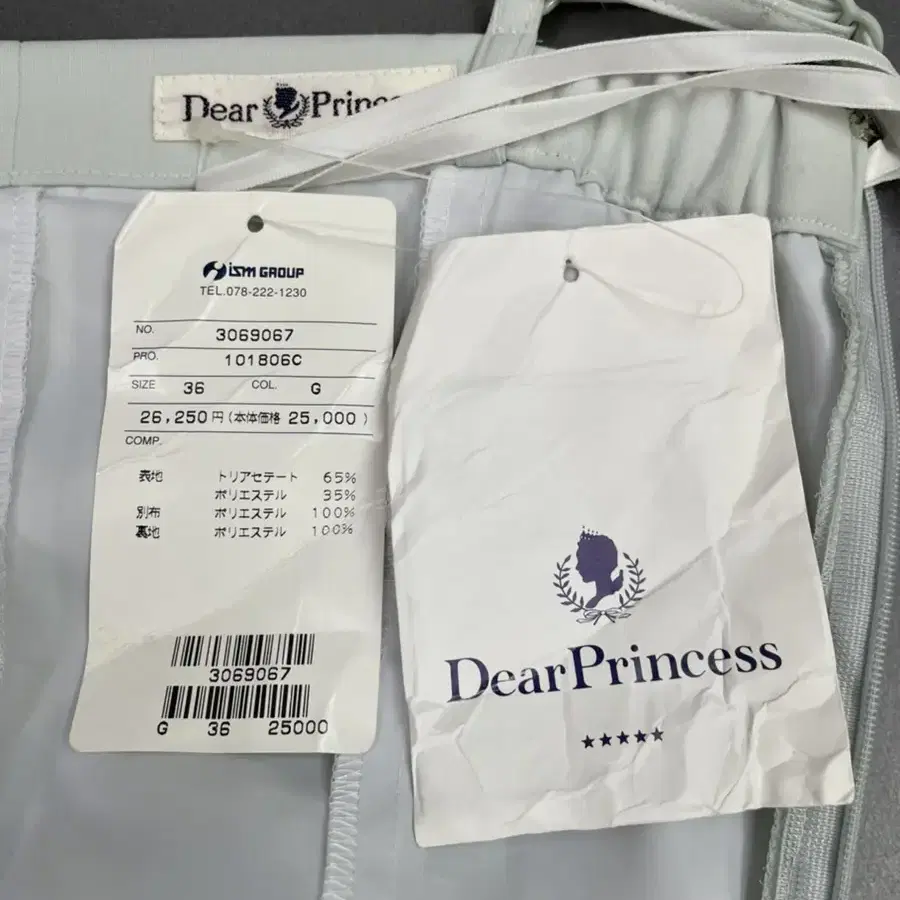 Dear Princ
ism GROUP
TEL.078-222-1230
NO. 3069067
PRO. 101806C
SIZE 36 COL. G
26,250円(本体価格 25,000)
COMP.
表地 トリアセテート 65%
ポリエステル 35%
別布 ポリエステル 100%
裏地 ポリエステル 100%
3069067
G 36 25000
DearPrincess
★★★★★